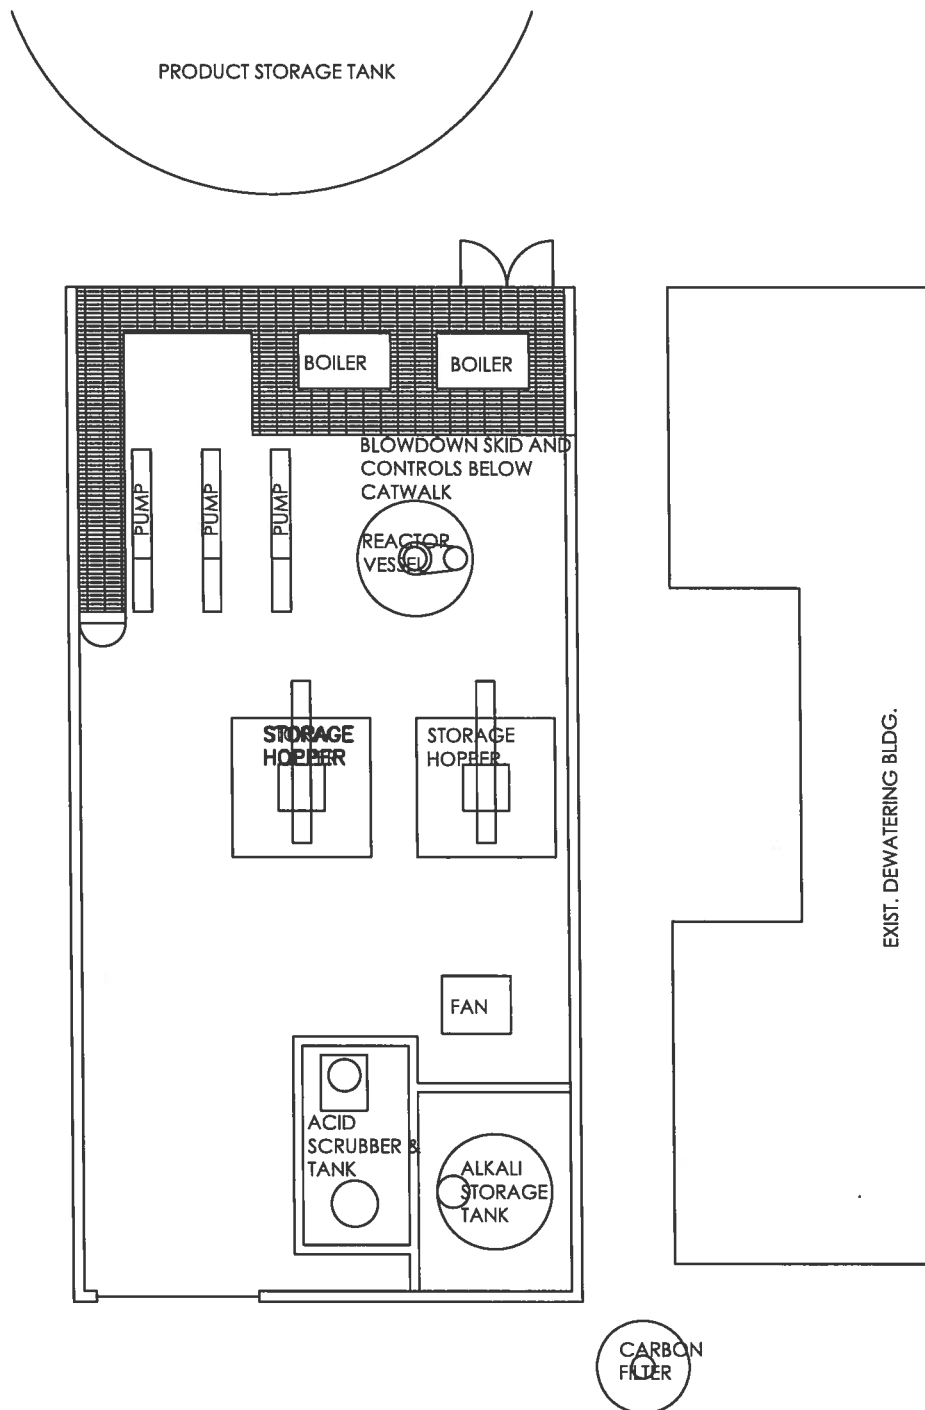 PRODUCT STORAGE TANK
BOILER
BOILER
BLOWDOWN SKID AND
CONTROLS BELOW
CATWALK
PUMP
PUMP
PUMP
REACTOR
VESSEL
STORAGE
HOPPER
STORAGE
HOPPER
EXIST. DEWATERING BLDG.
FAN
ACID
SCRUBBER &
TANK
ALKALI
STORAGE
TANK
CARBON
FILTER